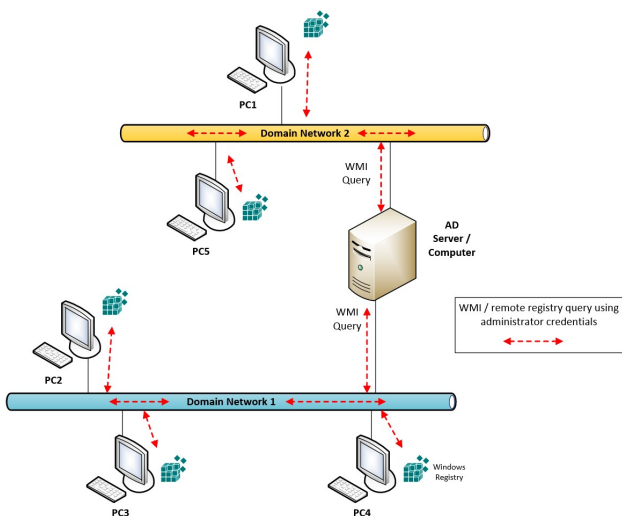 PC1
Domain Network 2
WMI
Query
PC5
AD
Server /
Computer
WMI
Query
WMI / remote registry query using
administrator credentials
PC2
Domain Network 1
PC3
PC4
Windows
Registry